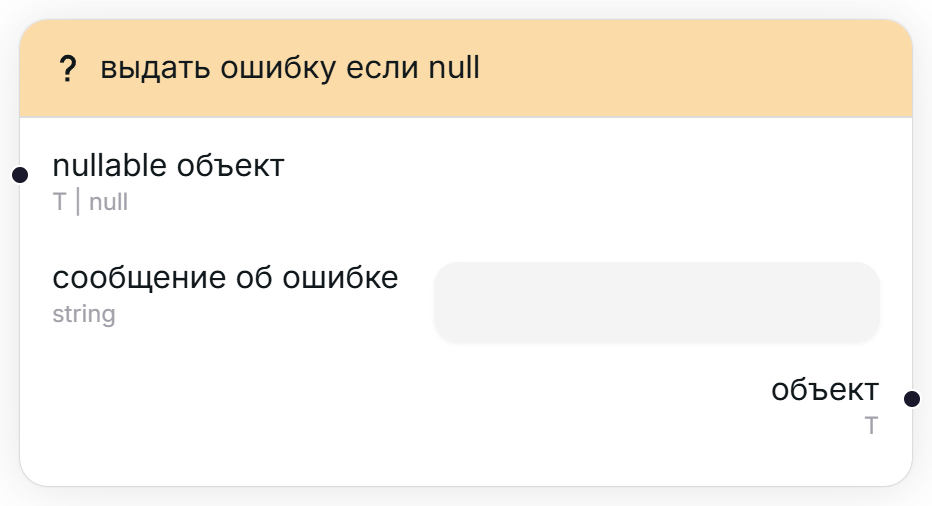 ? выдать ошибку если null
nullable объект
T | null
сообщение об ошибке
string
объект
T